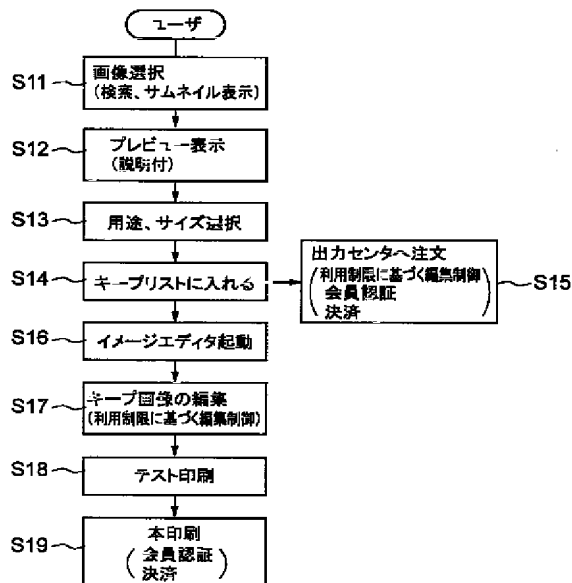 ユーザ
S11
画像選択
(検索、サムネイル表示)
S12
プレビュー表示
(説明付)
S13
用途、サイズ選択
S14
キープリストに入れる
出力センタへ注文
(利用制限に基づく編集制御
会員認証
決済)
S15
S16
イメージエディタ起動
S17
キープ画像の編集
(利用制限に基づく編集制御)
S18
テスト印刷
S19
本印刷
(会員認証
決済)